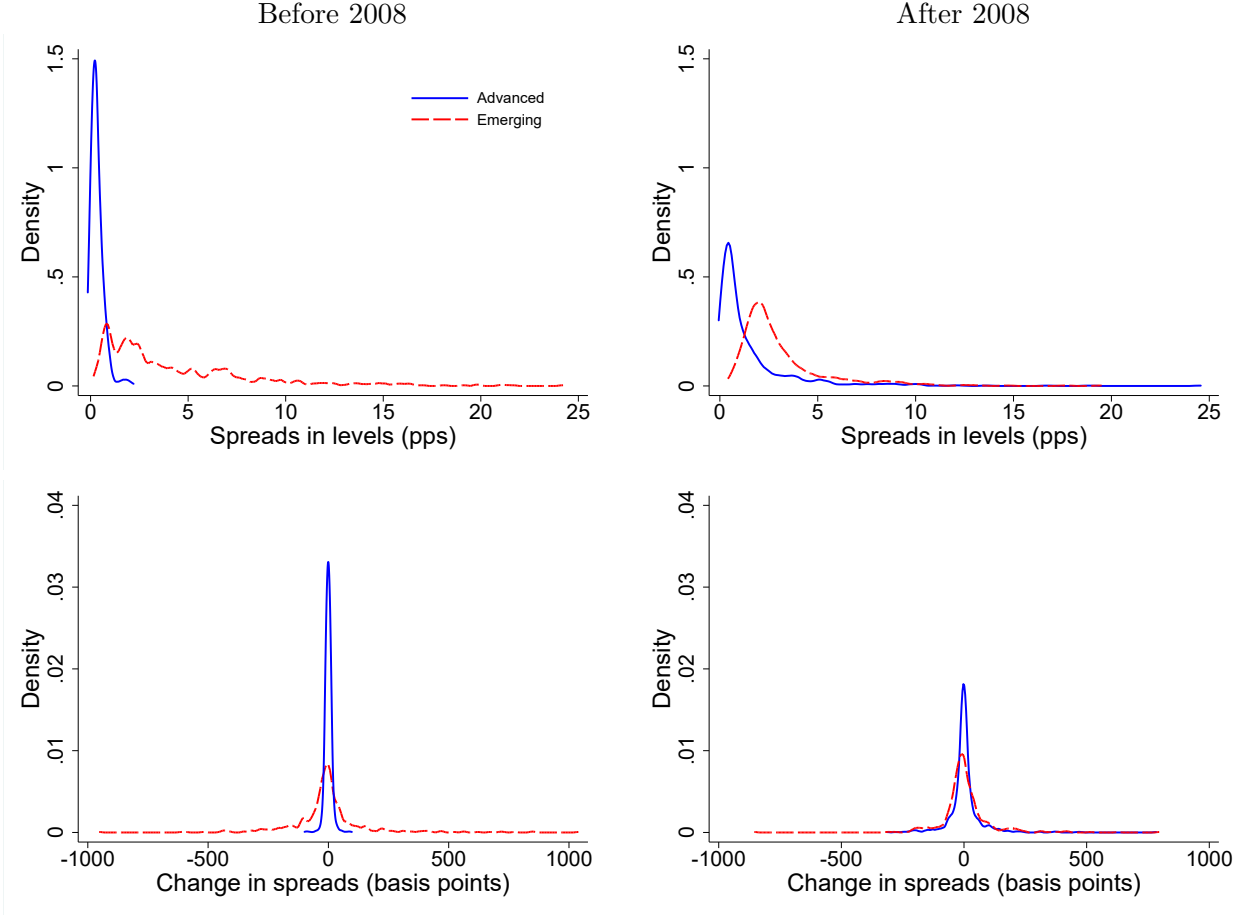 Before 2008
After 2008
1.5
1
.5
0
Density
Advanced
Emerging
0 5 10 15 20 25
Spreads in levels (pps)
1.5
1
.5
0
Density
0 5 10 15 20 25
Spreads in levels (pps)
.04
.03
.02
.01
0
Density
-1000 -500 0 500 1000
Change in spreads (basis points)
.04
.03
.02
.01
0
Density
-1000 -500 0 500 1000
Change in spreads (basis points)